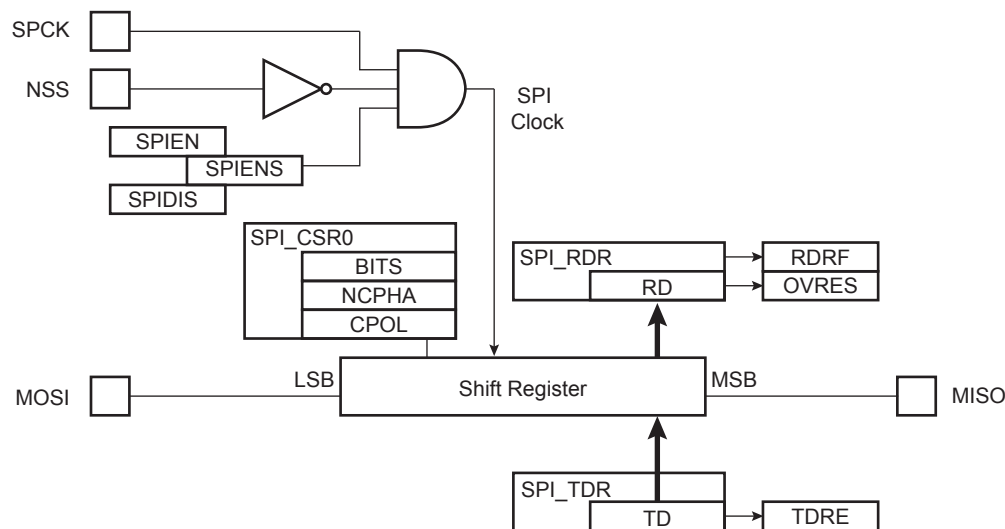 SPCK
NSS
SPI
Clock
SPIEN
SPIENS
SPIDIS
SPI_CSR0
BITS
NCPHA
CPOL
SPI_RDR
RD
RDRF
OVRES
MOSI
LSB
Shift Register
MSB
MISO
SPI_TDR
TD
TDRE